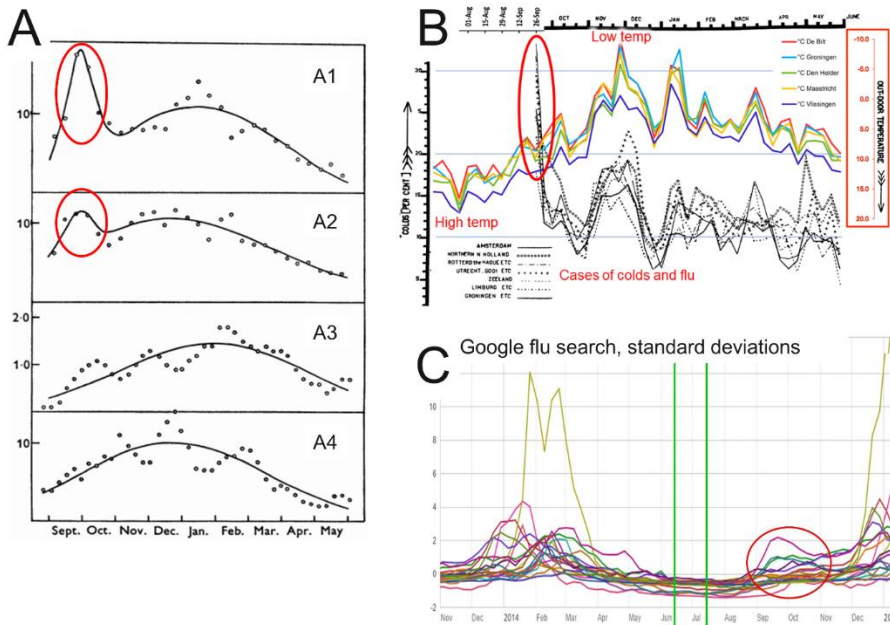 A
A1
10
A2
10
A3
2·0
1·0
A4
10
Sept. Oct. Nov. Dec. Jan. Feb. Mar. Apr. May
B
01-Aug
15-Aug
29-Aug
12-Sep
26-Sep
OCT NOV DEC JAN FEB MARCH APR MAY JUNE
Low temp
°C De Bilt
°C Groningen
°C Den Helder
°C Maastricht
°C Vlissingen
-10.0
-5.0
0.0
5.0
10.0
15.0
20.0
OUT-DOOR TEMPERATURE
30
20
10
COLDS [PER CENT]
High temp
AMSTERDAM
NORTHERN N HOLLAND
ROTTERD THE HAGUE ETC
UTRECHT, GOOI ETC
ZEELAND
LIMBURG ETC
GRONINGEN ETC
Cases of colds and flu
C
Google flu search, standard deviations
10
8
6
4
2
0
-2
Nov Dec 2014 Feb Mar Apr May Jun Jul Aug Sep Oct Nov Dec